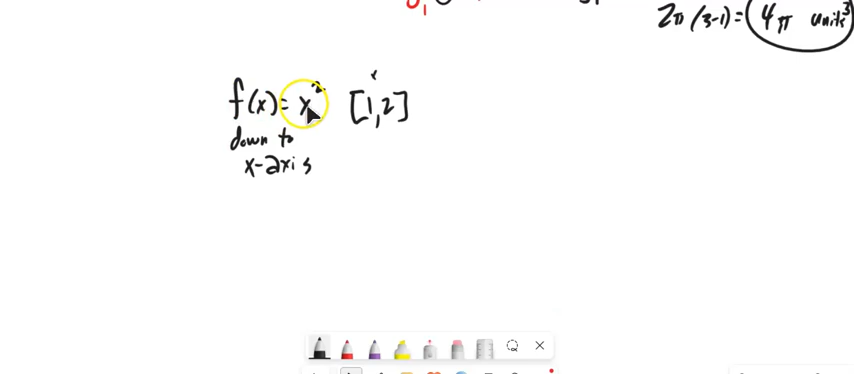 2π (3-1) = 4π units³
f(x) = x² [1,2]
down to
x-axis